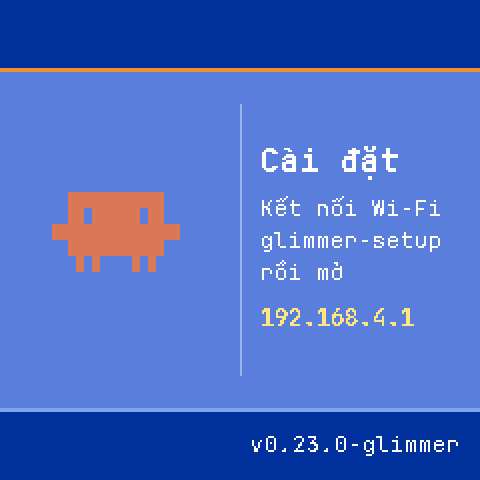 Cài đặt
Kết nối Wi-Fi
glimmer-setup
rồi mở
192.168.4.1
v0.23.0-glimmer